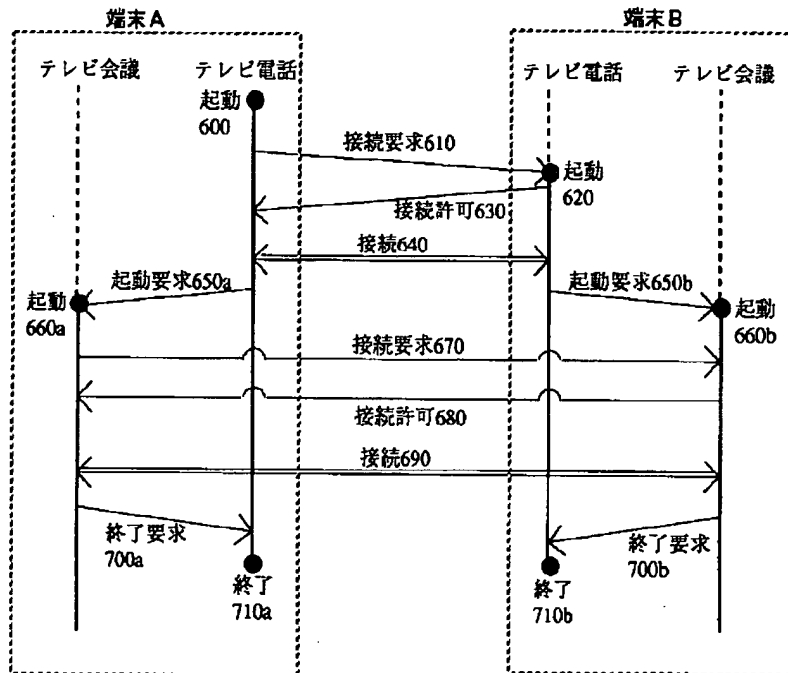 端末A
端末B
テレビ会議
テレビ電話
テレビ電話
テレビ会議
起動
600
接続要求610
起動
620
接続許可630
接続640
起動要求650a
起動要求650b
起動
660a
起動
660b
接続要求670
接続許可680
接続690
終了要求
700a
終了要求
700b
終了
710a
終了
710b